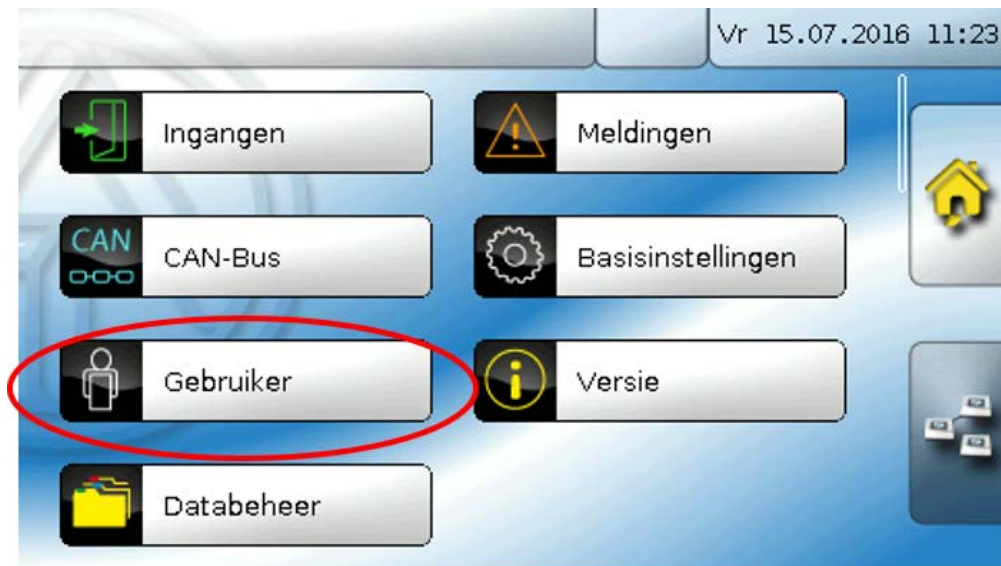 Vr 15.07.2016 11:23
Ingangen
Meldingen
CAN
CAN-Bus
Basisinstellingen
Gebruiker
Versie
Databeheer